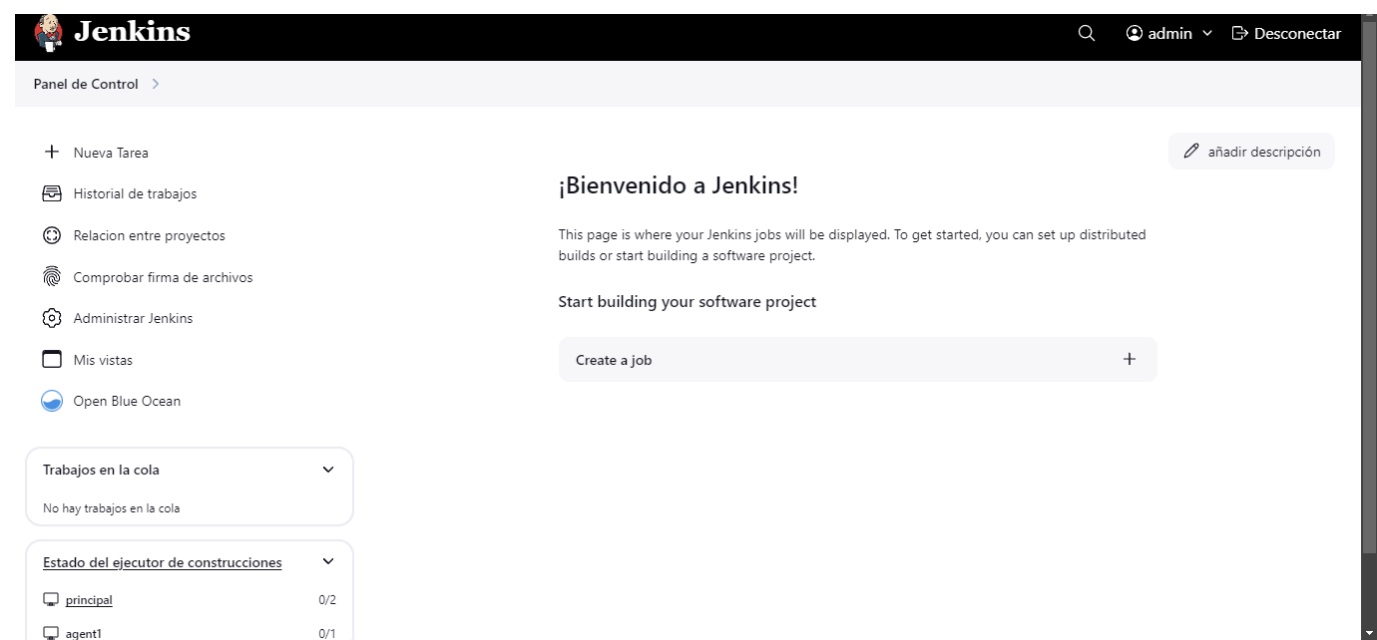 Jenkins
admin
Desconectar
Panel de Control
Nueva Tarea
Historial de trabajos
Relacion entre proyectos
Comprobar firma de archivos
Administrar Jenkins
Mis vistas
Open Blue Ocean
Trabajos en la cola
No hay trabajos en la cola
Estado del ejecutor de construcciones
principal 0/2
agent1 0/1
añadir descripción
¡Bienvenido a Jenkins!
This page is where your Jenkins jobs will be displayed. To get started, you can set up distributed
builds or start building a software project.
Start building your software project
Create a job